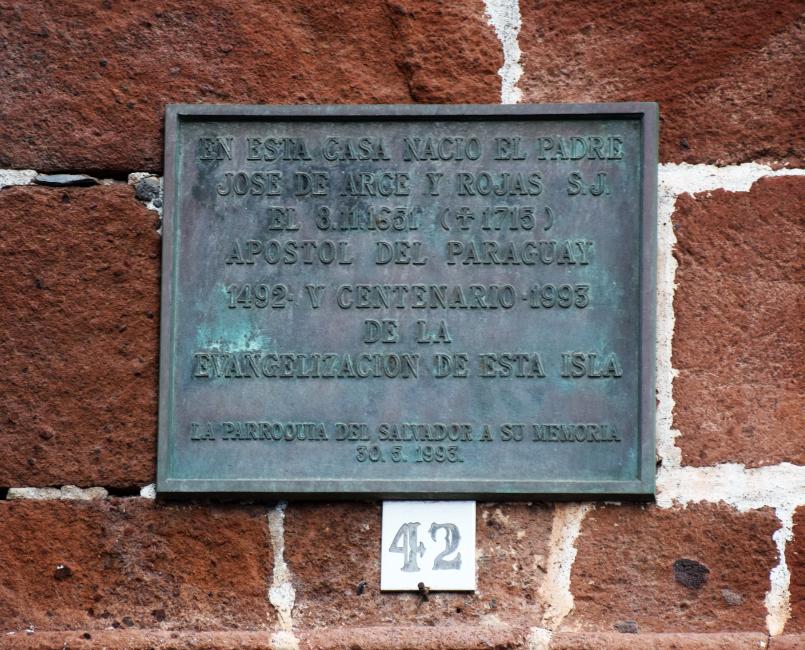 EN ESTA CASA NACIO EL PADRE
JOSE DE ARCE Y ROJAS S.J.
EL 8.11.1651 (✝1715)
APOSTOL DEL PARAGUAY
1492- V CENTENARIO -1993
DE LA
EVANGELIZACION DE ESTA ISLA
LA PARROQUIA DEL SALVADOR A SU MEMORIA
30. 5. 1993.
42